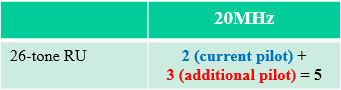 20MHz
26-tone RU
2 (current pilot) +
3 (additional pilot) = 5